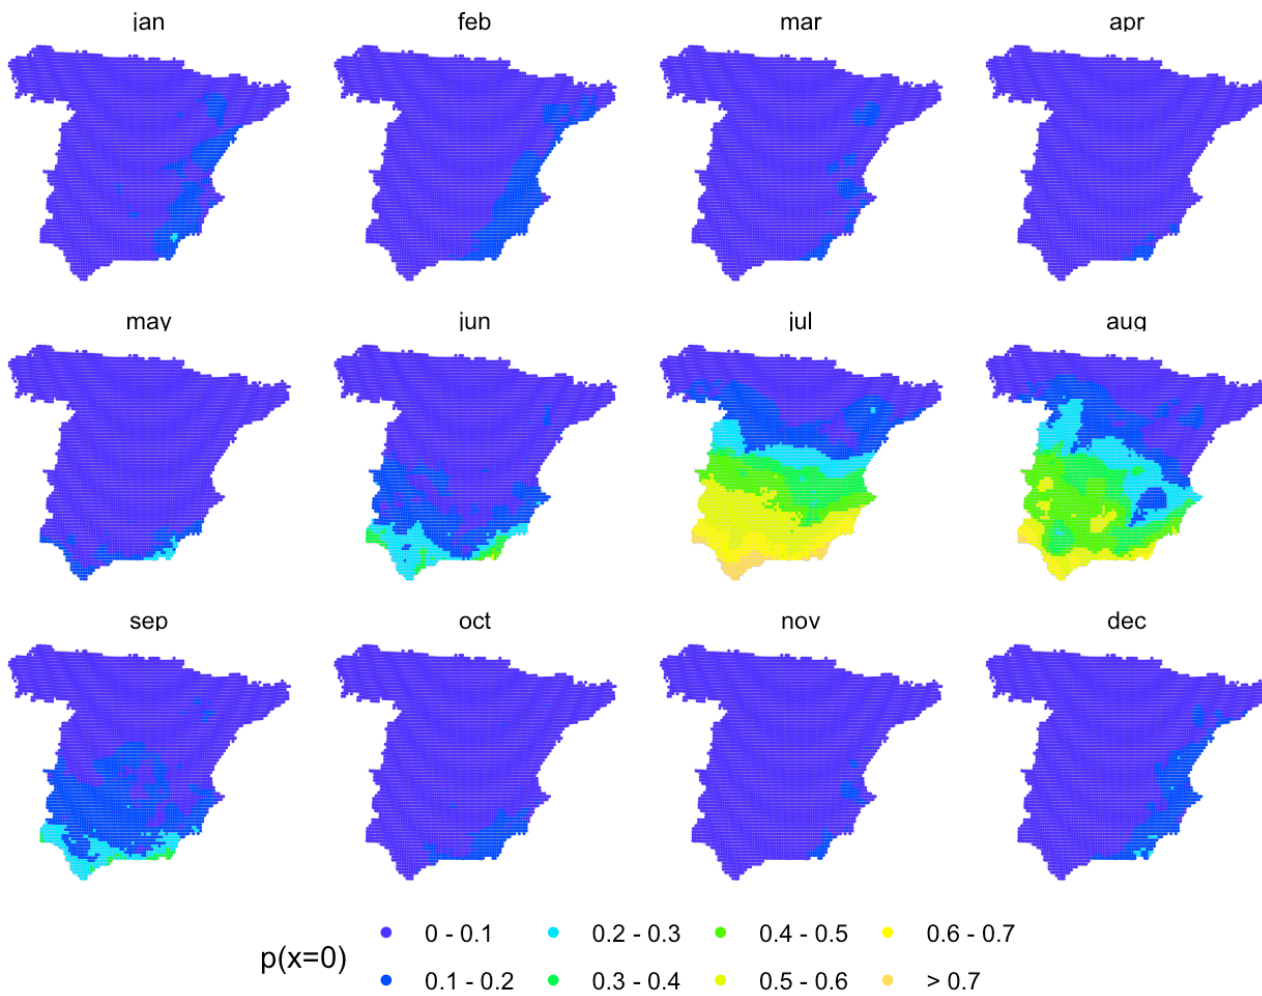 jan feb mar apr
may jun jul aug
sep oct nov dec
p(x=0)
0 - 0.1 0.2 - 0.3 0.4 - 0.5 0.6 - 0.7
0.1 - 0.2 0.3 - 0.4 0.5 - 0.6 > 0.7